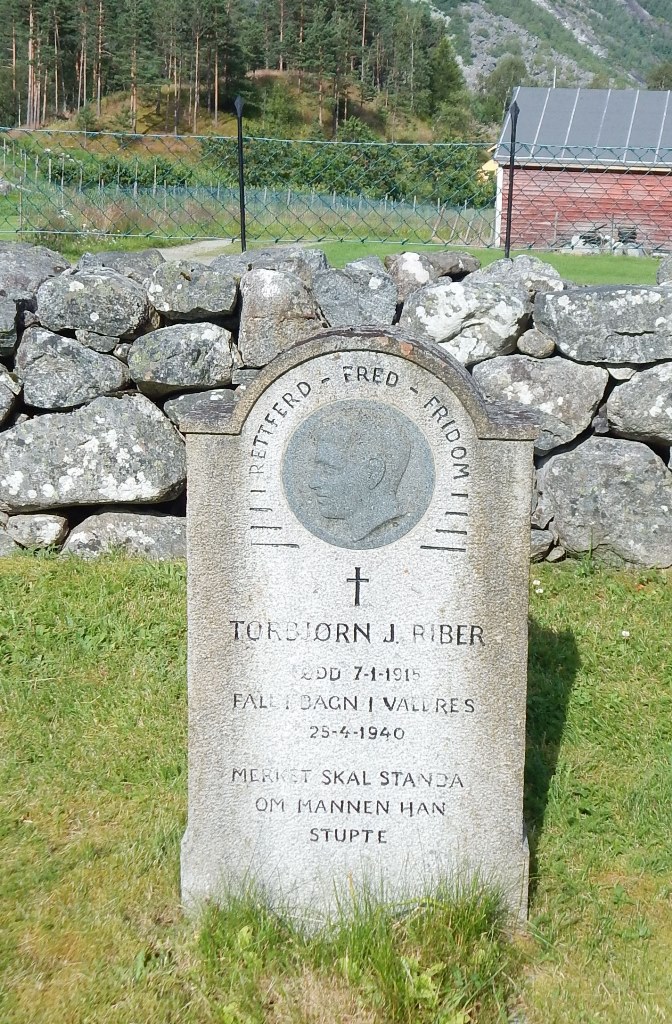 RETTFERD - FRED - FRIDOM
TORBJØRN J. RIBER
FØDD 7-1-1915
FALL I BAGN I VALDRES
25-4-1940
MERKET SKAL STANDA
OM MANNEN HAN
STUPTE